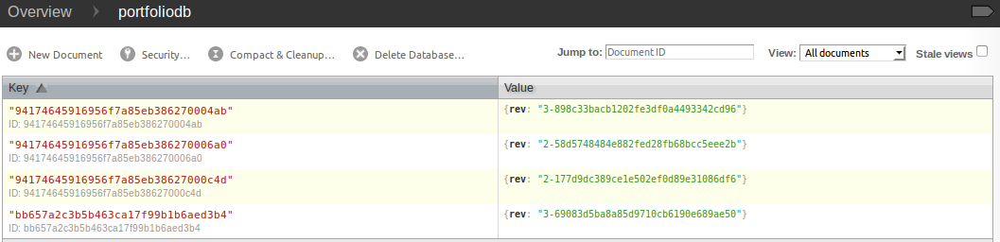 Overview > portfoliodb
New Document Security... Compact & Cleanup... Delete Database... Jump to: Document ID View: All documents Stale views
Key Value
"94174645916956f7a85eb386270004ab" {rev: "3-898c33bacb1202fe3df0a4493342cd96"}
ID: 94174645916956f7a85eb386270004ab
"94174645916956f7a85eb386270006a0" {rev: "2-58d5748484e882fed28fb68bcc5eee2b"}
ID: 94174645916956f7a85eb386270006a0
"94174645916956f7a85eb38627000c4d" {rev: "2-177d9dc389ce1e502ef0d89e31086df6"}
ID: 94174645916956f7a85eb38627000c4d
"bb657a2c3b5b463ca17f99b1b6aed3b4" {rev: "3-69083d5ba8a85d9710cb6190e689ae50"}
ID: bb657a2c3b5b463ca17f99b1b6aed3b4